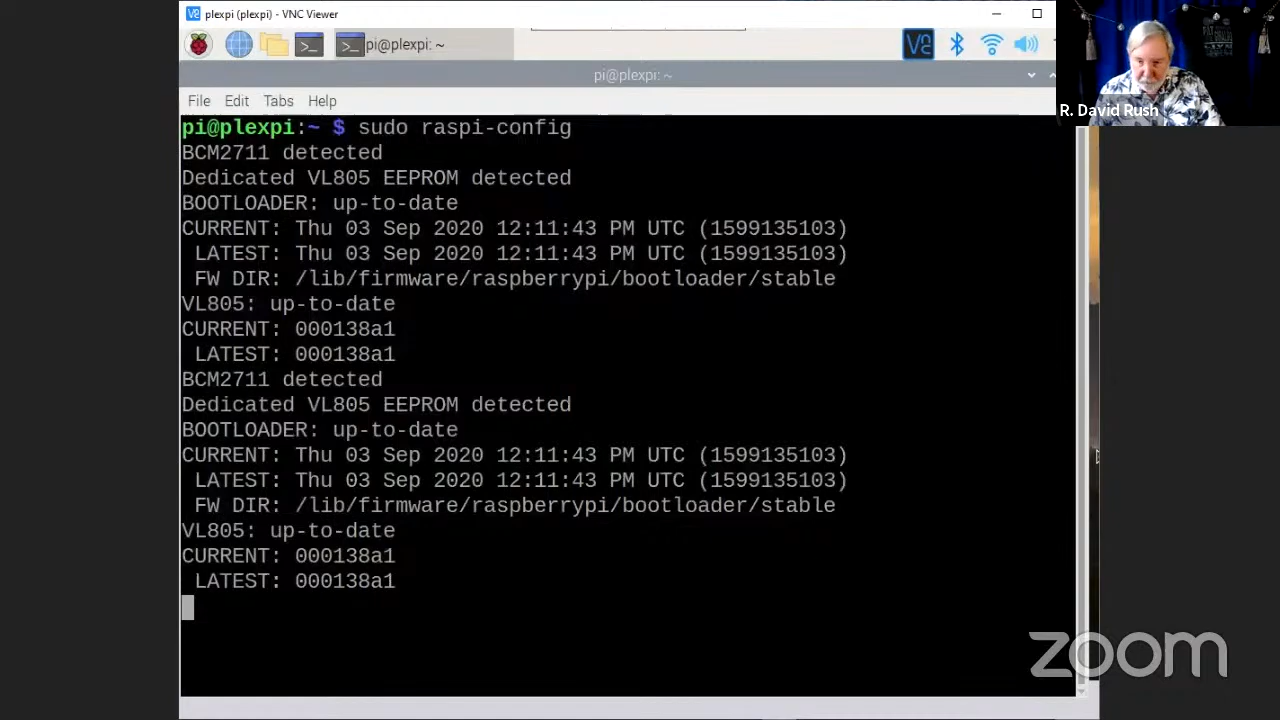 plexpi (plexpi) - VNC Viewer
pi@plexpi: ~
pi@plexpi: ~
File Edit Tabs Help
pi@plexpi:~ $ sudo raspi-config
BCM2711 detected
Dedicated VL805 EEPROM detected
BOOTLOADER: up-to-date
CURRENT: Thu 03 Sep 2020 12:11:43 PM UTC (1599135103)
LATEST: Thu 03 Sep 2020 12:11:43 PM UTC (1599135103)
FW DIR: /lib/firmware/raspberrypi/bootloader/stable
VL805: up-to-date
CURRENT: 000138a1
LATEST: 000138a1
BCM2711 detected
Dedicated VL805 EEPROM detected
BOOTLOADER: up-to-date
CURRENT: Thu 03 Sep 2020 12:11:43 PM UTC (1599135103)
LATEST: Thu 03 Sep 2020 12:11:43 PM UTC (1599135103)
FW DIR: /lib/firmware/raspberrypi/bootloader/stable
VL805: up-to-date
CURRENT: 000138a1
LATEST: 000138a1
R. David Rush
zoom